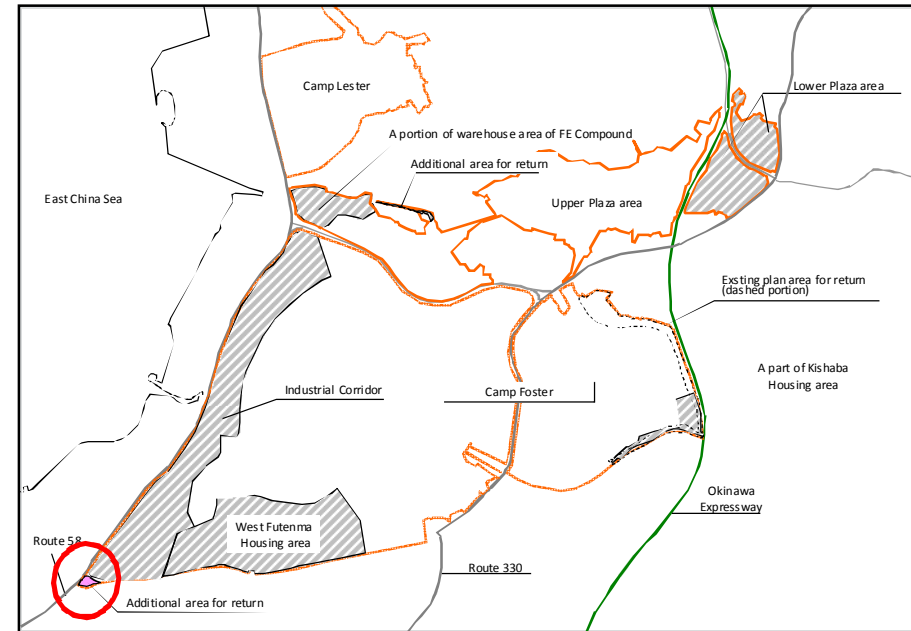 Camp Lester
Lower Plaza area
A portion of warehouse area of FE Compound
Additional area for return
East China Sea
Upper Plaza area
Exsting plan area for return
(dashed portion)
A part of Kishaba
Housing area
Industrial Corridor
Camp Foster
Okinawa
Expressway
West Futenma
Housing area
Route 58
Route 330
Additional area for return